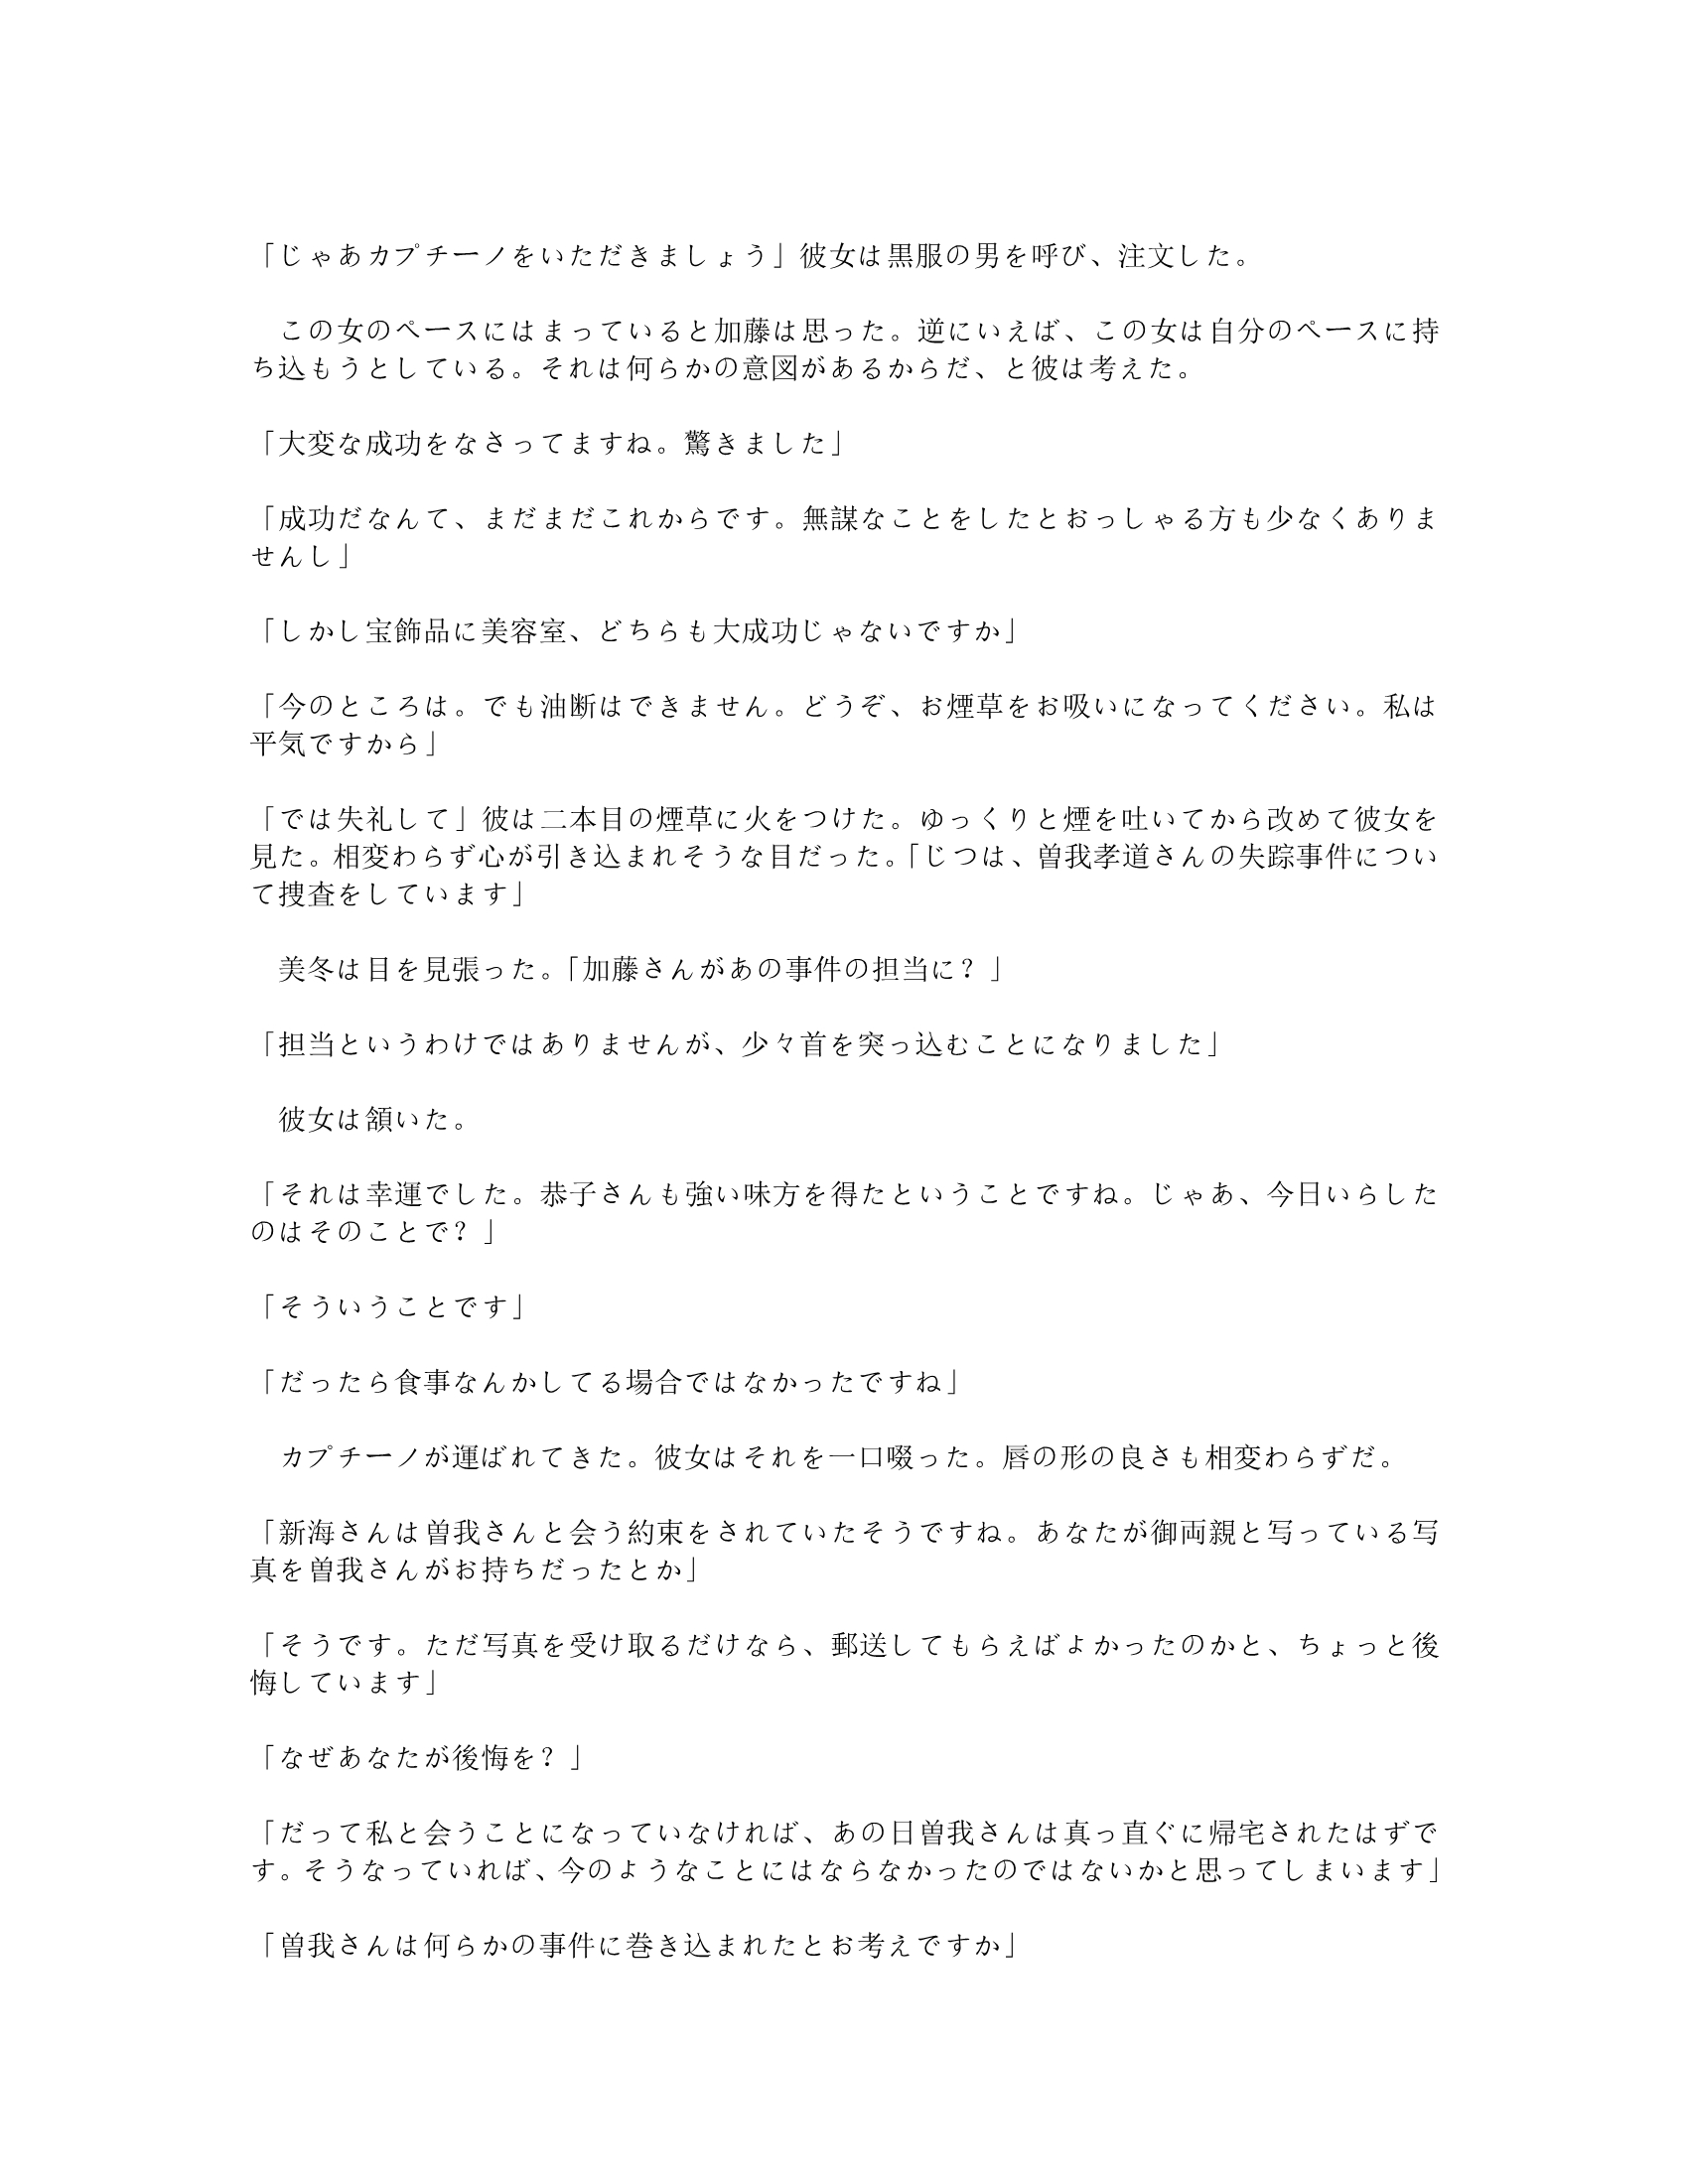 「じゃあカプチーノをいただきましょう」彼女は黒服の男を呼び、注文した。
この女のペースにはまっていると加藤は思った。逆にいえば、この女は自分のペースに持
ち込もうとしている。それは何らかの意図があるからだ、と彼は考えた。
「大変な成功をなさってますね。驚きました」
「成功だなんて、まだまだこれからです。無謀なことをしたとおっしゃる方も少なくありま
せんし」
「しかし宝飾品に美容室、どちらも大成功じゃないですか」
「今のところは。でも油断はできません。どうぞ、お煙草をお吸いになってください。私は
平気ですから」
「では失礼して」彼は二本目の煙草に火をつけた。ゆっくりと煙を吐いてから改めて彼女を
見た。相変わらず心が引き込まれそうな目だった。「じつは、曽我孝道さんの失踪事件につい
て捜査をしています」
美冬は目を見張った。「加藤さんがあの事件の担当に？」
「担当というわけではありませんが、少々首を突っ込むことになりました」
彼女は頷いた。
「それは幸運でした。恭子さんも強い味方を得たということですね。じゃあ、今日いらした
のはそのことで？」
「そういうことです」
「だったら食事なんかしてる場合ではなかったですね」
カプチーノが運ばれてきた。彼女はそれを一口啜った。唇の形の良さも相変わらずだ。
「新海さんは曽我さんと会う約束をされていたそうですね。あなたが御両親と写っている写
真を曽我さんがお持ちだったとか」
「そうです。ただ写真を受け取るだけなら、郵送してもらえばよかったのかと、ちょっと後
悔しています」
「なぜあなたが後悔を？」
「だって私と会うことになっていなければ、あの日曽我さんは真っ直ぐに帰宅されたはずで
す。そうなっていれば、今のようなことにはならなかったのではないかと思ってしまいます」
「曽我さんは何らかの事件に巻き込まれたとお考えですか」